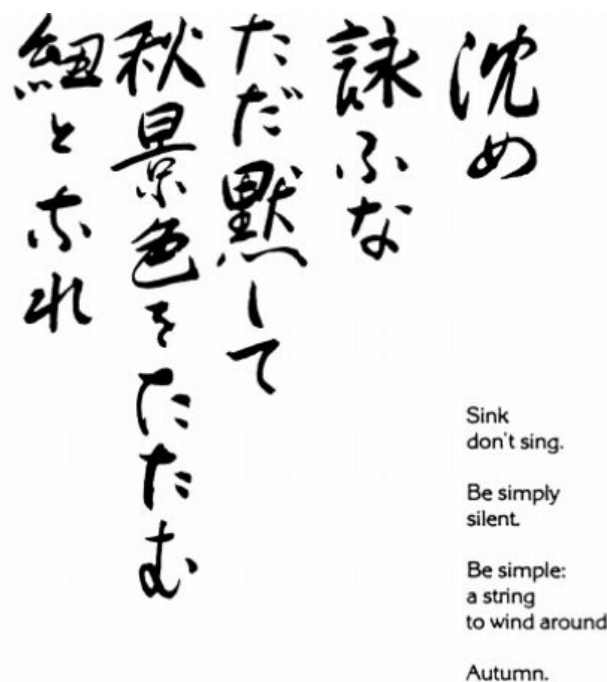 沈め
詠ふな
ただ黙して
秋景色をたたむ
紐となれ
Sink
don't sing.
Be simply
silent.
Be simple:
a string
to wind around
Autumn.